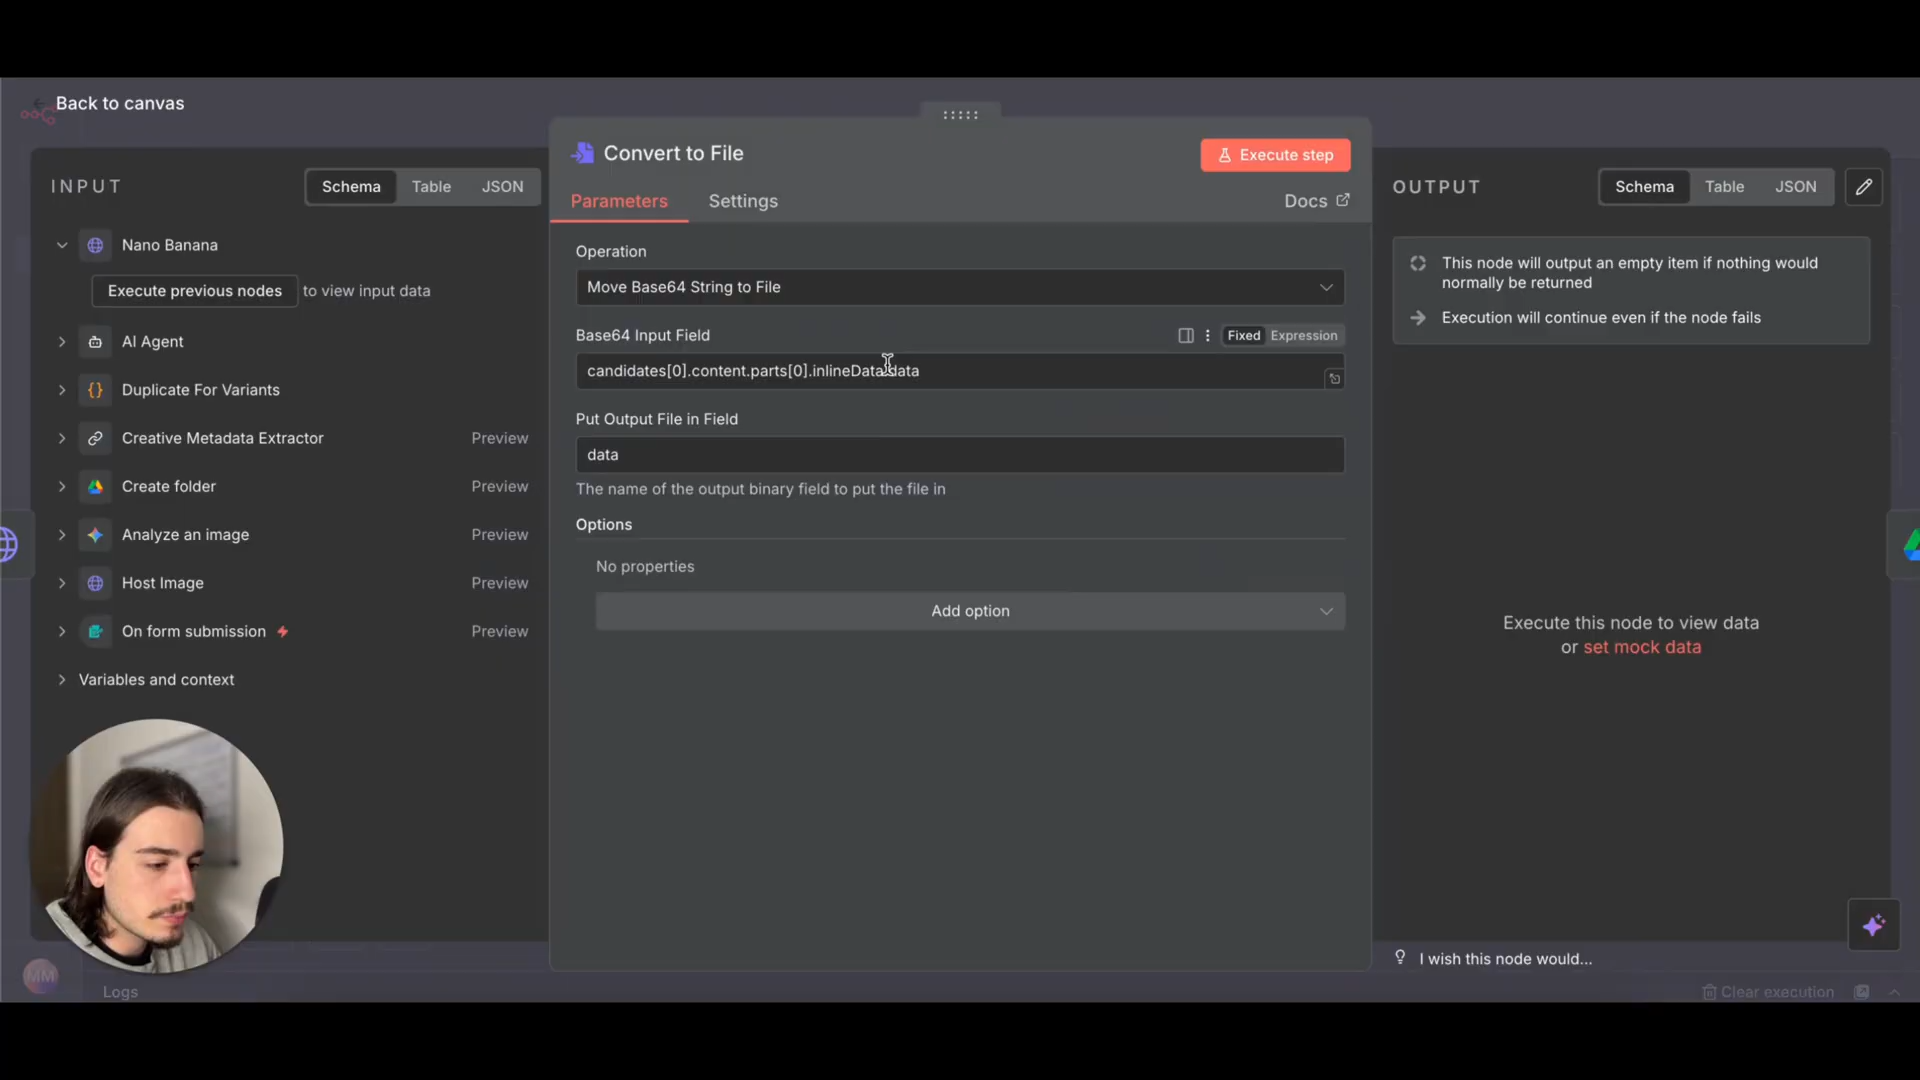 Back to canvas
INPUT
Schema
Table
JSON
Nano Banana
Execute previous nodes to view input data
AI Agent
Duplicate For Variants
Creative Metadata Extractor Preview
Create folder Preview
Analyze an image Preview
Host Image Preview
On form submission Preview
Variables and context
MM
Logs
Convert to File
Execute step
Parameters
Settings
Docs
Operation
Move Base64 String to File
Base64 Input Field
Fixed Expression
candidates[0].content.parts[0].inlineData.data
Put Output File in Field
data
The name of the output binary field to put the file in
Options
No properties
Add option
OUTPUT
Schema
Table
JSON
This node will output an empty item if nothing would
normally be returned
Execution will continue even if the node fails
Execute this node to view data
or set mock data
I wish this node would...
Clear execution